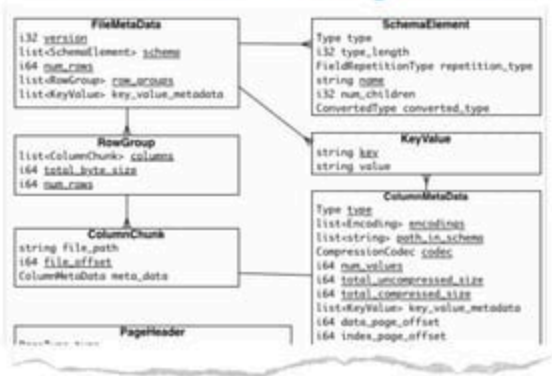 FileMetaData
i32 version
list<SchemaElement> schema
i64 num_rows
list<RowGroup> row_groups
list<KeyValue> key_value_metadata
SchemaElement
Type type
i32 type_length
FieldRepetitionType repetition_type
string name
i32 num_children
ConvertedType converted_type
RowGroup
list<ColumnChunk> columns
i64 total_byte_size
i64 num_rows
KeyValue
string key
string value
ColumnChunk
string file_path
i64 file_offset
ColumnMetaData meta_data
ColumnMetaData
Type type
list<Encoding> encodings
list<string> path_in_schema
CompressionCodec codec
i64 num_values
i64 total_uncompressed_size
i64 total_compressed_size
list<KeyValue> key_value_metadata
i64 data_page_offset
i64 index_page_offset
PageHeader